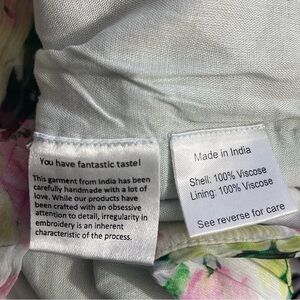 You have fantastic taste!
This garment from India has been
carefully handmade with a lot of
love. While our products have
been crafted with an obsessive
attention to detail, irregularity in
embroidery is an inherent
characteristic of the process.
Made in India
Shell: 100% Viscose
Lining: 100% Viscose
See reverse for care